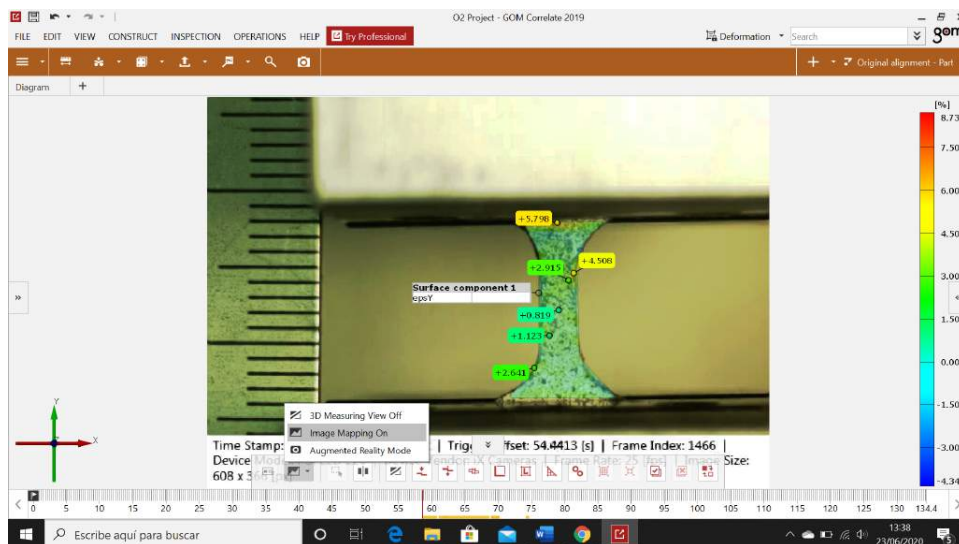 O2 Project - GOM Correlate 2019
FILE EDIT VIEW CONSTRUCT INSPECTION OPERATIONS HELP Try Professional
Deformation Search gom
Original alignment - Part
Diagram +
[%]
8.73
7.50
6.00
4.50
3.00
1.50
0.00
-1.50
-3.00
-4.34
+5.798
+4.508
+2.915
Surface component 1
epsY
+0.819
+1.123
+2.641
Y
X
3D Measuring View Off
Image Mapping On
Augmented Reality Mode
Time Stamp: | Trig fset: 54.4413 [s] | Frame Index: 1466 |
Device Cameras | Frame Rate: 25 [fps] | Image Size:
608 x
0 5 10 15 20 25 30 35 40 45 50 55 60 65 70 75 80 85 90 95 100 105 110 115 120 125 130 134.4
Escribe aquí para buscar
13:38
23/06/2020
5